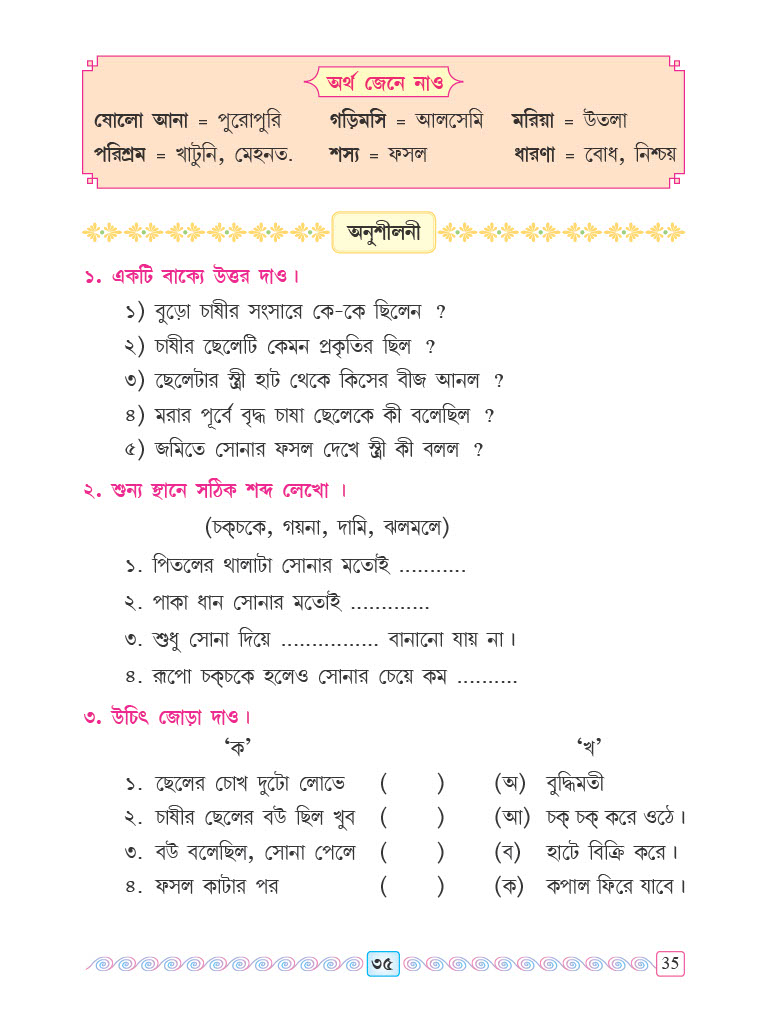 অর্থ জেনে নাও
ষোলো আনা = পুরোপুরি গড়িমসি = আলসেমি মরিয়া = উতলা
পরিশ্রম = খাটুনি, মেহনত. শস্য = ফসল ধারণা = বোধ, নিশ্চয়
অনুশীলনী
১. একটি বাক্যে উত্তর দাও।
১) বুড়ো চাষীর সংসারে কে-কে ছিলেন ?
২) চাষীর ছেলেটি কেমন প্রকৃতির ছিল ?
৩) ছেলেটার স্ত্রী হাট থেকে কিসের বীজ আনল ?
৪) মরার পূর্বে বৃদ্ধ চাষা ছেলেকে কী বলেছিল ?
৫) জমিতে সোনার ফসল দেখে স্ত্রী কী বলল ?
২. শুন্য স্থানে সঠিক শব্দ লেখো ।
(চক্‌চকে, গয়না, দামি, ঝলমলে)
১. পিতলের থালাটা সোনার মতোই ...........
২. পাকা ধান সোনার মতোই .............
৩. শুধু সোনা দিয়ে ................ বানানো যায় না।
৪. রূপো চক্‌চকে হলেও সোনার চেয়ে কম ..........
৩. উচিৎ জোড়া দাও।
‘ক’ ‘খ’
১. ছেলের চোখ দুটো লোভে ( ) (অ) বুদ্ধিমতী
২. চাষীর ছেলের বউ ছিল খুব ( ) (আ) চক্ চক্ করে ওঠে।
৩. বউ বলেছিল, সোনা পেলে ( ) (ব) হাটে বিক্রি করে।
৪. ফসল কাটার পর ( ) (ক) কপাল ফিরে যাবে।
৩৫ 35